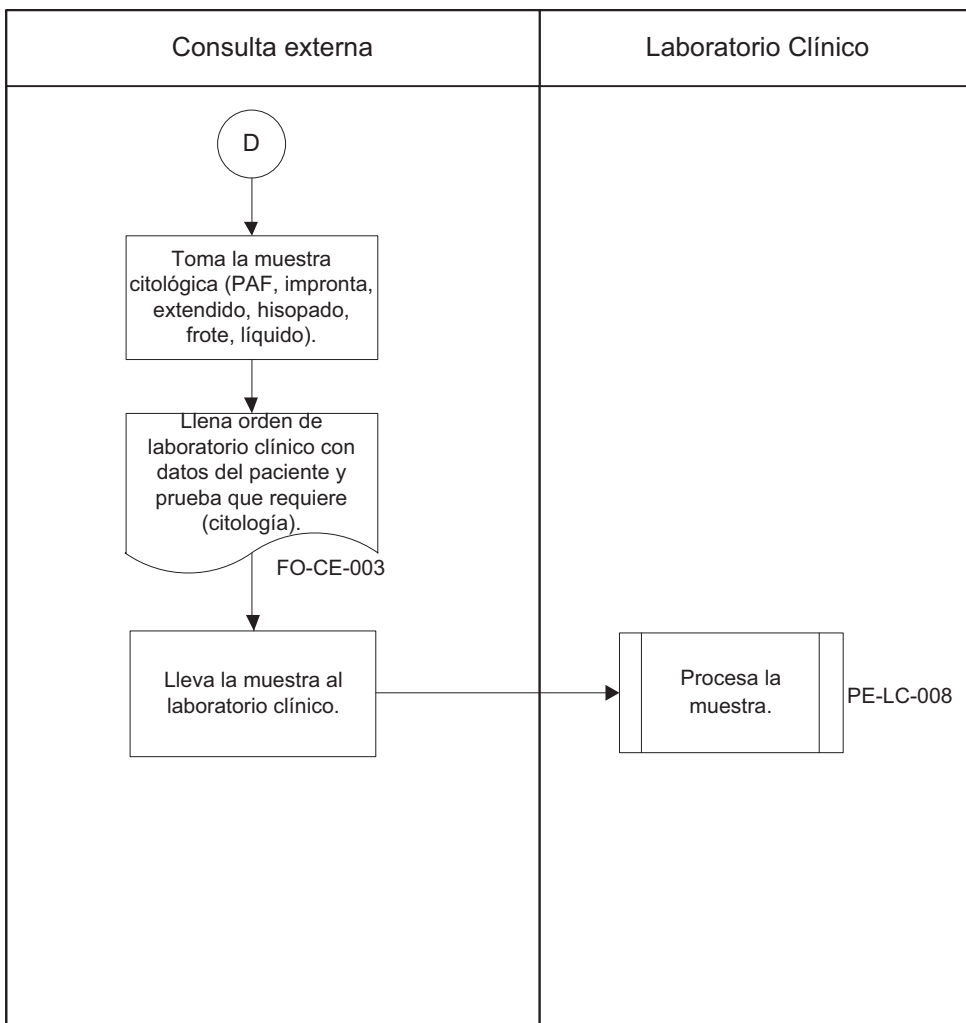 Consulta externa
Laboratorio Clínico
D
Toma la muestra
citológica (PAF, impronta,
extendido, hisopado,
frote, líquido).
Llena orden de
laboratorio clínico con
datos del paciente y
prueba que requiere
(citología).
FO-CE-003
Lleva la muestra al
laboratorio clínico.
Procesa la
muestra.
PE-LC-008